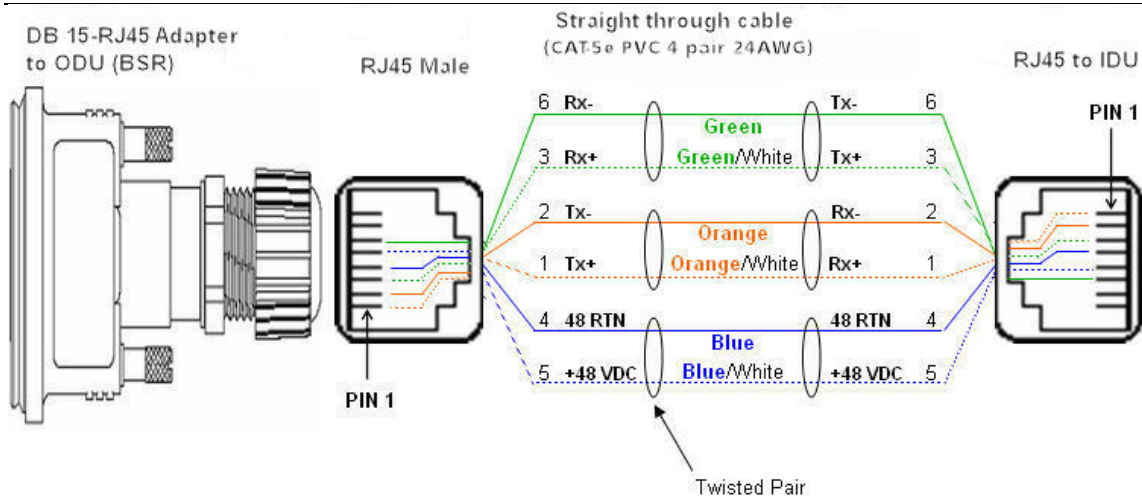 DB 15-RJ45 Adapter
to ODU (BSR)
RJ45 Male
Straight through cable
(CAT-5e PVC 4 pair 24AWG)
RJ45 to IDU
PIN 1
6 Rx- Tx- 6
Green
3 Rx+ Green/White Tx+ 3
2 Tx- Rx- 2
Orange
1 Tx+ Orange/White Rx+ 1
4 48 RTN 48 RTN 4
Blue
5 +48 VDC Blue/White +48 VDC 5
PIN 1
Twisted Pair